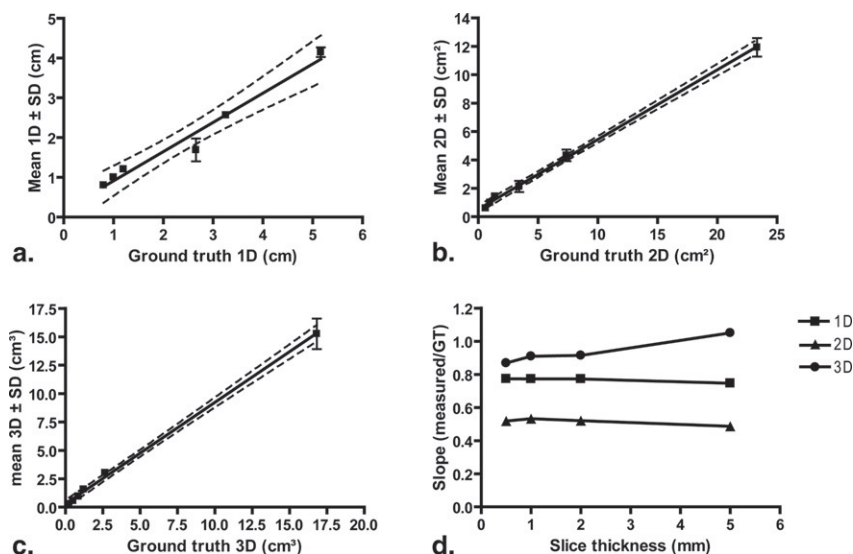 5
4
3
2
1
0
Mean 1D ± SD (cm)
0 1 2 3 4 5 6
a. Ground truth 1D (cm)
14
12
10
8
6
4
2
0
Mean 2D ± SD (cm²)
0 5 10 15 20 25
b. Ground truth 2D (cm²)
17.5
15.0
12.5
10.0
7.5
5.0
2.5
0.0
mean 3D ± SD (cm³)
0.0 2.5 5.0 7.5 10.0 12.5 15.0 17.5 20.0
c. Ground truth 3D (cm³)
1.2
1.0
0.8
0.6
0.4
0.2
0.0
Slope (measured/GT)
0 1 2 3 4 5 6
d. Slice thickness (mm)
1D
2D
3D